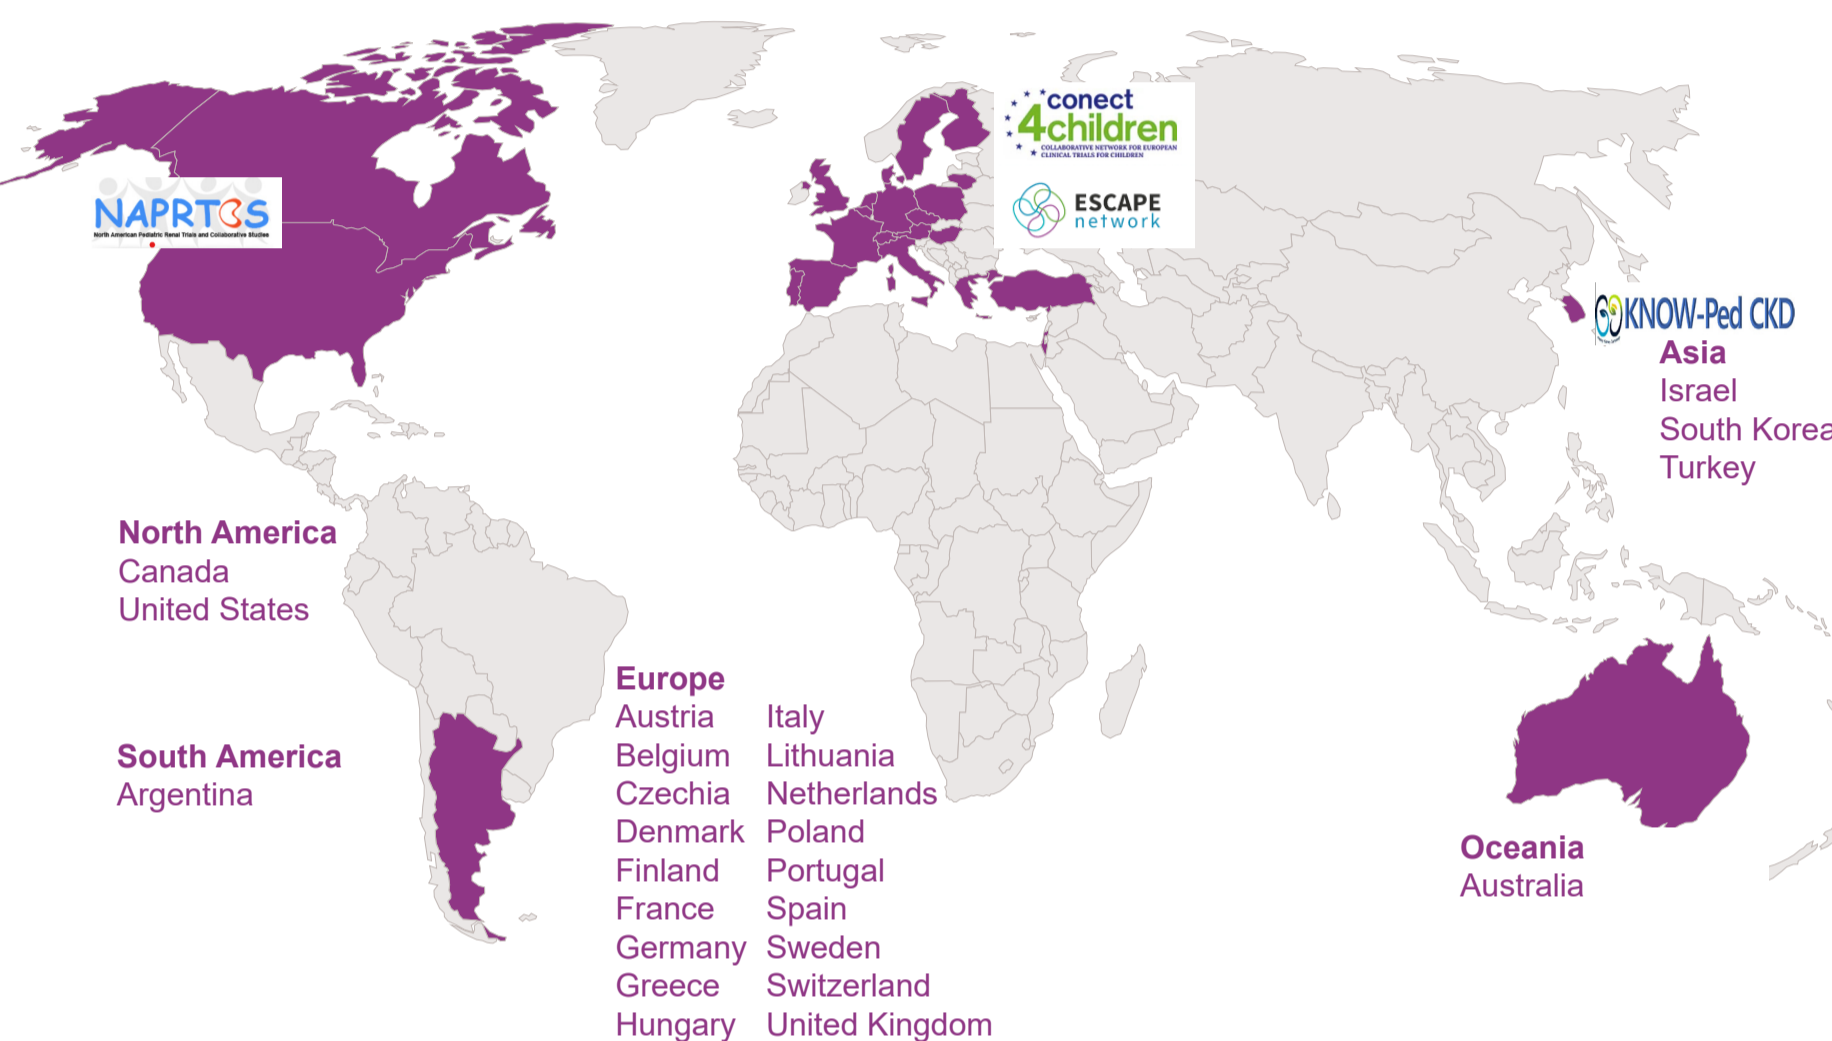 conect
4children
COLLABORATIVE NETWORK FOR EUROPEAN
CLINICAL TRIALS FOR CHILDREN
ESCAPE
network
NAPRTCS
North American Pediatric Renal Trials and Collaborative Studies
KNOW-Ped CKD
Asia
Israel
South Korea
Turkey
North America
Canada
United States
South America
Argentina
Europe
Austria
Belgium
Czechia
Denmark
Finland
France
Germany
Greece
Hungary
Italy
Lithuania
Netherlands
Poland
Portugal
Spain
Sweden
Switzerland
United Kingdom
Oceania
Australia